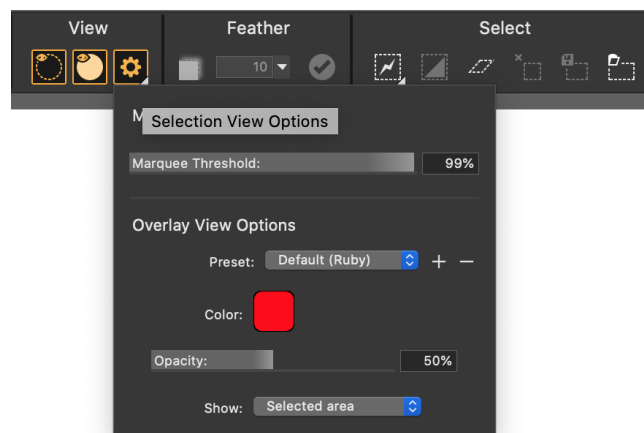 View Feather Select
10
M
Selection View Options
Marquee Threshold: 99%
Overlay View Options
Preset: Default (Ruby)
Color:
Opacity: 50%
Show: Selected area